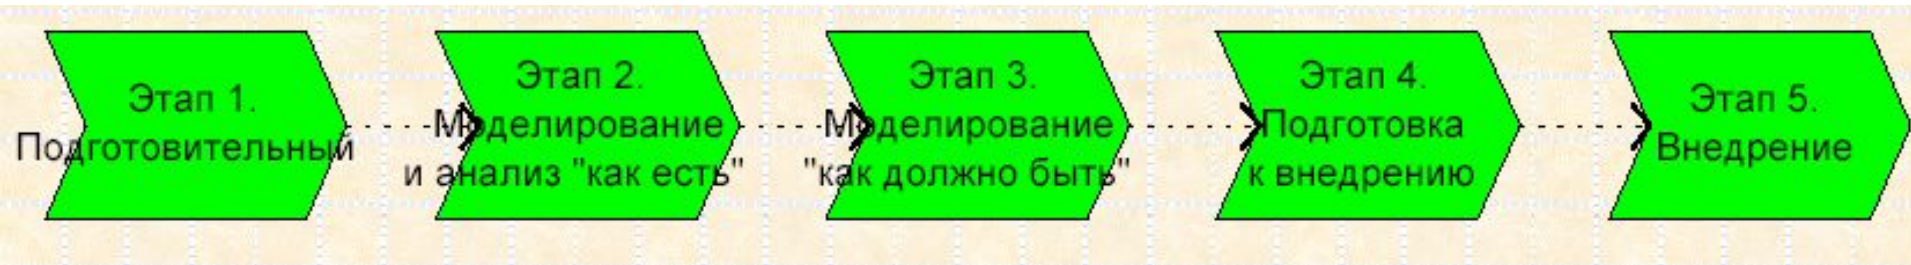 Этап 1.
Подготовительный
Этап 2.
Моделирование
и анализ "как есть"
Этап 3.
Моделирование
"как должно быть"
Этап 4.
Подготовка
к внедрению
Этап 5.
Внедрение